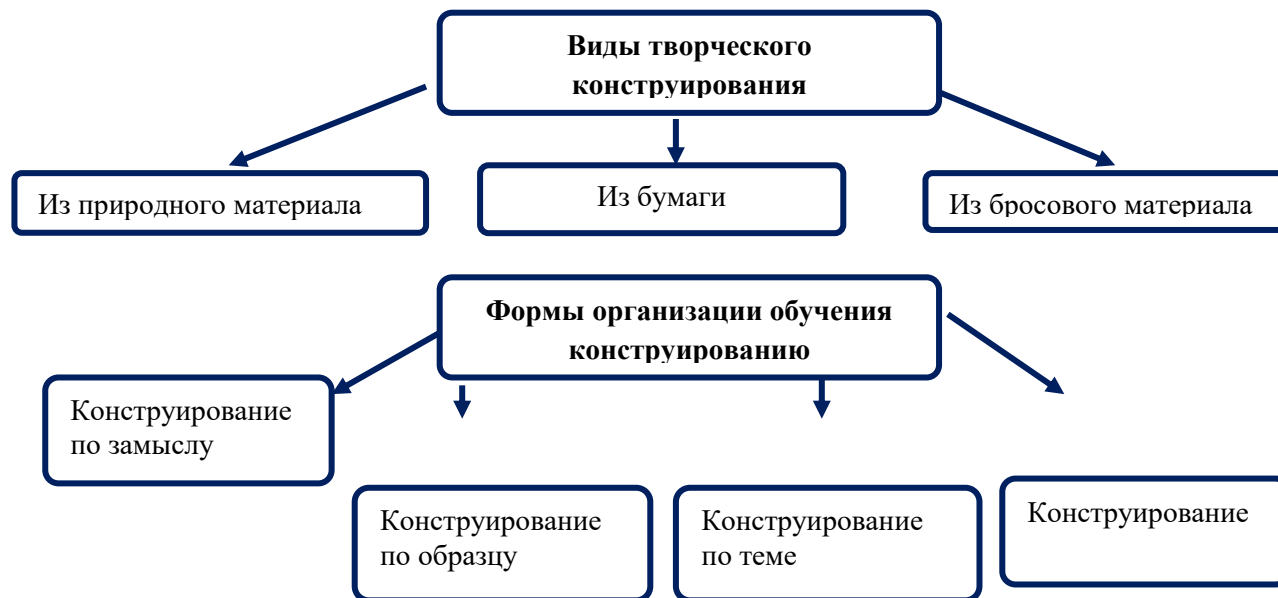 Виды творческого
конструирования
Из природного материала
Из бумаги
Из бросового материала
Формы организации обучения
конструированию
Конструирование
по замыслу
Конструирование
по образцу
Конструирование
по теме
Конструирование